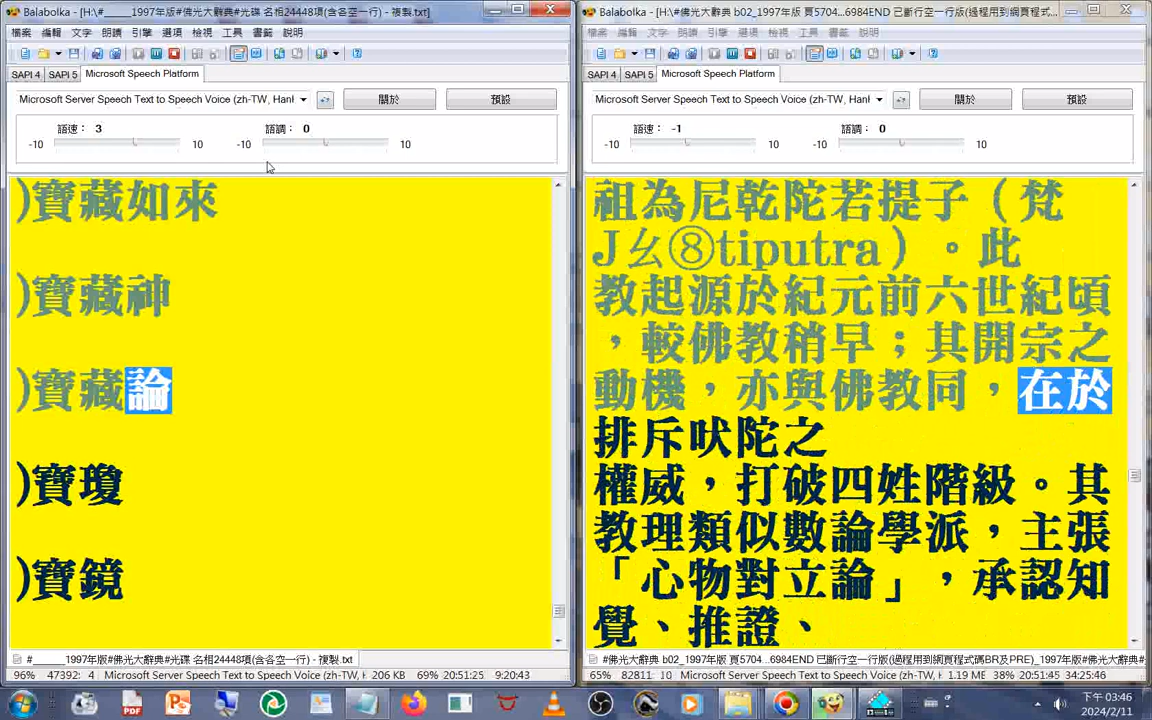 Balabolka - [H:\#_____1997年版#佛光大辭典#光碟 名相24448項(含各空一行) - 複製.txt]
檔案 編輯 文字 朗讀 引擎 選項 檢視 工具 書籤 說明
SAPI 4 SAPI 5 Microsoft Speech Platform
Microsoft Server Speech Text to Speech Voice (zh-TW, Hanl
關於 預設
語速： 3 語調： 0
-10 10 -10 10
)寶藏如來
)寶藏神
)寶藏論
)寶瓊
)寶鏡
#_____1997年版#佛光大辭典#光碟 名相24448項(含各空一行) - 複製.txt
96% 47392: 4 Microsoft Server Speech Text to Speech Voice (zh-TW, H 206 KB 69% 20:51:25 9:20:43
Balabolka - [H:\#佛光大辭典 b02_1997年版 頁5704...6984END 已斷行空一行版(過程用到網頁程式...
檔案 編輯 文字 朗讀 引擎 選項 檢視 工具 書籤 說明
SAPI 4 SAPI 5 Microsoft Speech Platform
Microsoft Server Speech Text to Speech Voice (zh-TW, Hanl
關於 預設
語速： -1 語調： 0
-10 10 -10 10
祖為尼乾陀若提子（梵
J幺⑧tiputra）。此
教起源於紀元前六世紀頃
，較佛教稍早；其開宗之
動機，亦與佛教同，在於
排斥吠陀之
權威，打破四姓階級。其
教理類似數論學派，主張
「心物對立論」，承認知
覺、推證、
#佛光大辭典 b02_1997年版 頁5704...6984END 已斷行空一行版(過程用到網頁程式碼BR及PRE)_1997年版#佛光大辭典#
65% 82811: 10 Microsoft Server Speech Text to Speech Voice (zh-TW, H 1.19 ME 38% 20:51:45 34:25:46
下午 03:46
2024/2/11